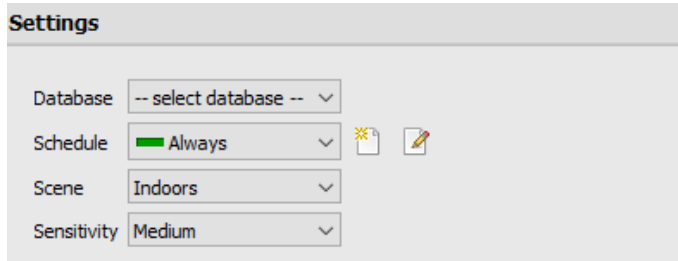 Settings
Database -- select database --
Schedule Always
Scene Indoors
Sensitivity Medium